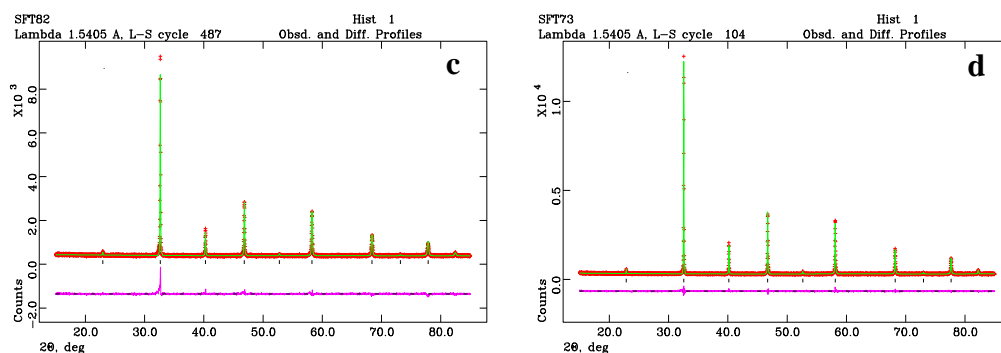 SFT82 Hist 1
Lambda 1.5405 A, L-S cycle 487 Obsd. and Diff. Profiles
c
X10 3
8.0
6.0
4.0
2.0
0.0
-2.0
Counts
20.0 30.0 40.0 50.0 60.0 70.0 80.0
2Θ, deg
SFT73 Hist 1
Lambda 1.5405 A, L-S cycle 104 Obsd. and Diff. Profiles
d
X10 4
1.0
0.5
0.0
Counts
20.0 30.0 40.0 50.0 60.0 70.0 80.0
2Θ, deg